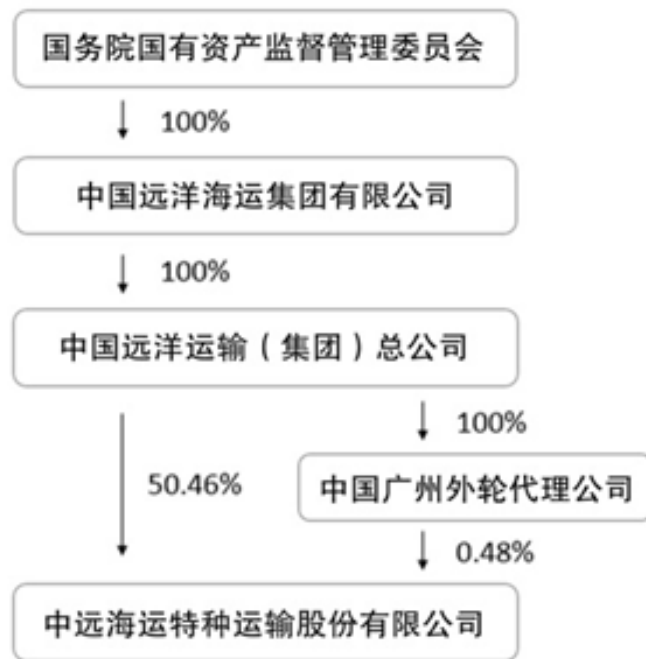 国务院国有资产监督管理委员会
100%
中国远洋海运集团有限公司
100%
中国远洋运输（集团）总公司
100%
50.46%
中国广州外轮代理公司
0.48%
中远海运特种运输股份有限公司